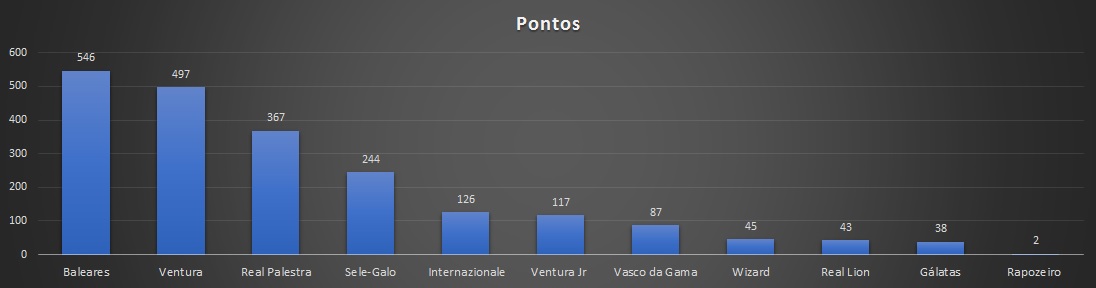 Pontos
600
500
400
300
200
100
0
546
497
367
244
126
117
87
45
43
38
2
Baleares
Ventura
Real Palestra
Sele-Galo
Internazionale
Ventura Jr
Vasco da Gama
Wizard
Real Lion
Gálatas
Rapozeiro